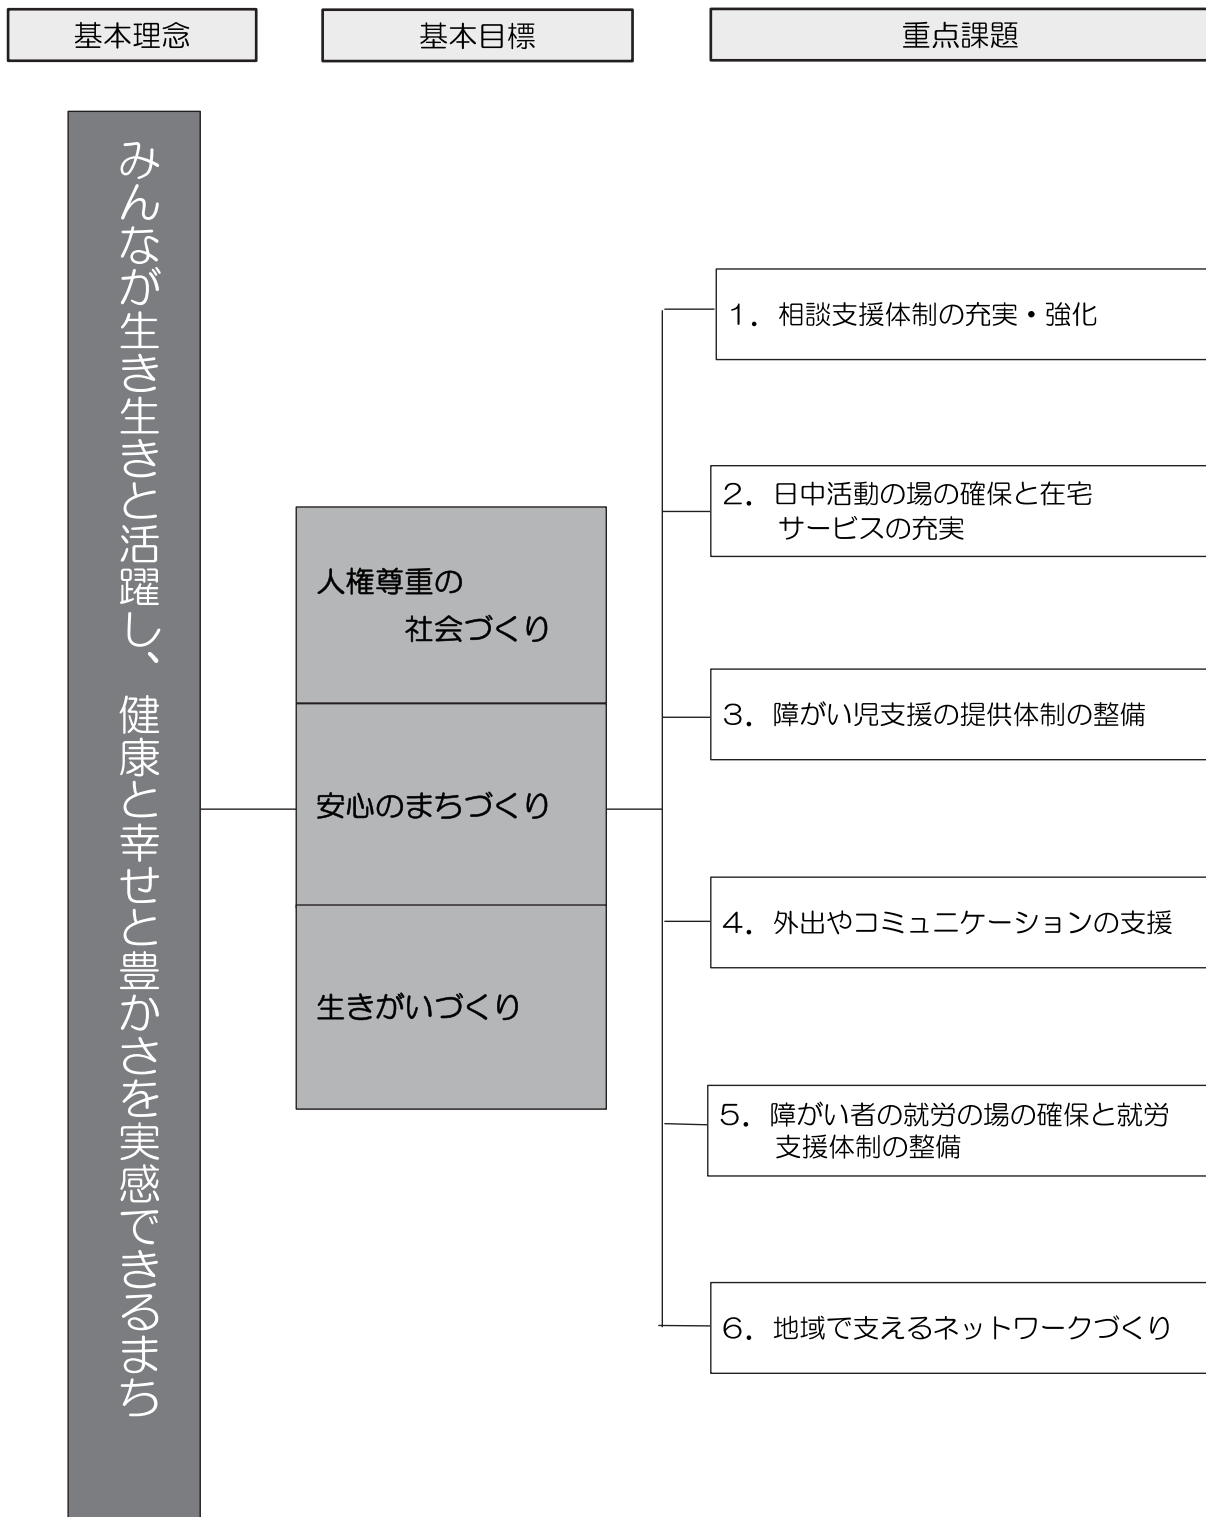 基本理念
基本目標
重点課題
みんなが生き生きと活躍し、健康と幸せと豊かさを実感できるまち
人権尊重の
社会づくり
安心のまちづくり
生きがいづくり
1．相談支援体制の充実・強化
2．日中活動の場の確保と在宅
サービスの充実
3．障がい児支援の提供体制の整備
4．外出やコミュニケーションの支援
5．障がい者の就労の場の確保と就労
支援体制の整備
6．地域で支えるネットワークづくり